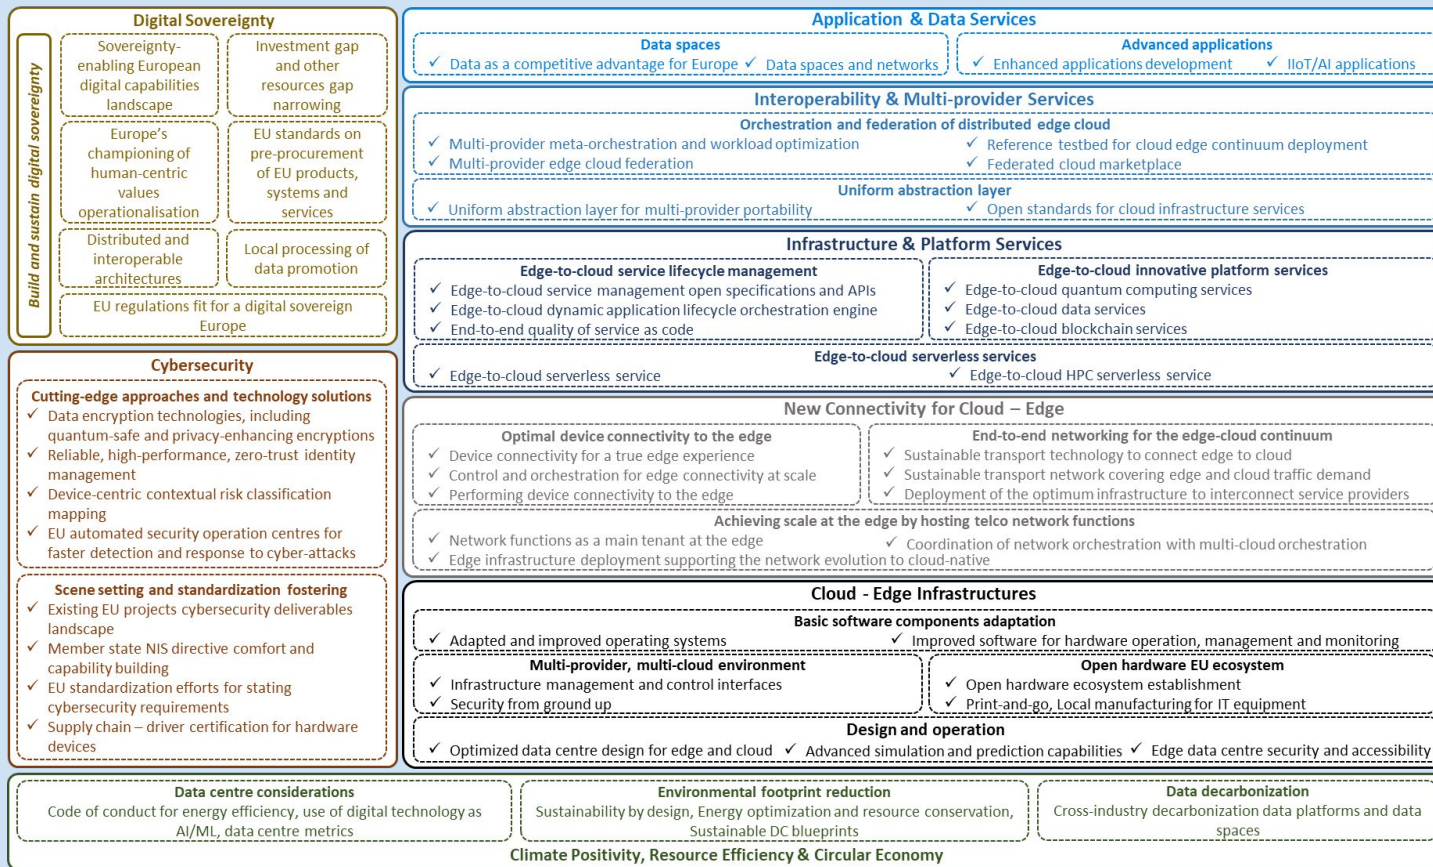 Digital Sovereignty
Build and sustain digital sovereignty
Sovereignty-
enabling European
digital capabilities
landscape
Investment gap
and other
resources gap
narrowing
Europe's
championing of
human-centric
values
operationalisation
EU standards on
pre-procurement
of EU products,
systems and
services
Distributed and
interoperable
architectures
Local processing of
data promotion
EU regulations fit for a digital sovereign
Europe
Cybersecurity
Cutting-edge approaches and technology solutions
✓ Data encryption technologies, including
quantum-safe and privacy-enhancing encryptions
✓ Reliable, high-performance, zero-trust identity
management
✓ Device-centric contextual risk classification
mapping
✓ EU automated security operation centres for
faster detection and response to cyber-attacks
Scene setting and standardization fostering
✓ Existing EU projects cybersecurity deliverables
landscape
✓ Member state NIS directive comfort and
capability building
✓ EU standardization efforts for stating
cybersecurity requirements
✓ Supply chain – driver certification for hardware
devices
Application & Data Services
Data spaces
✓ Data as a competitive advantage for Europe ✓ Data spaces and networks
Advanced applications
✓ Enhanced applications development ✓ IIoT/AI applications
Interoperability & Multi-provider Services
Orchestration and federation of distributed edge cloud
✓ Multi-provider meta-orchestration and workload optimization ✓ Reference testbed for cloud edge continuum deployment
✓ Multi-provider edge cloud federation ✓ Federated cloud marketplace
Uniform abstraction layer
✓ Uniform abstraction layer for multi-provider portability ✓ Open standards for cloud infrastructure services
Infrastructure & Platform Services
Edge-to-cloud service lifecycle management
✓ Edge-to-cloud service management open specifications and APIs
✓ Edge-to-cloud dynamic application lifecycle orchestration engine
✓ End-to-end quality of service as code
Edge-to-cloud innovative platform services
✓ Edge-to-cloud quantum computing services
✓ Edge-to-cloud data services
✓ Edge-to-cloud blockchain services
Edge-to-cloud serverless services
✓ Edge-to-cloud serverless service ✓ Edge-to-cloud HPC serverless service
New Connectivity for Cloud – Edge
Optimal device connectivity to the edge
✓ Device connectivity for a true edge experience
✓ Control and orchestration for edge connectivity at scale
✓ Performing device connectivity to the edge
End-to-end networking for the edge-cloud continuum
✓ Sustainable transport technology to connect edge to cloud
✓ Sustainable transport network covering edge and cloud traffic demand
✓ Deployment of the optimum infrastructure to interconnect service providers
Achieving scale at the edge by hosting telco network functions
✓ Network functions as a main tenant at the edge ✓ Coordination of network orchestration with multi-cloud orchestration
✓ Edge infrastructure deployment supporting the network evolution to cloud-native
Cloud - Edge Infrastructures
Basic software components adaptation
✓ Adapted and improved operating systems ✓ Improved software for hardware operation, management and monitoring
Multi-provider, multi-cloud environment
✓ Infrastructure management and control interfaces
✓ Security from ground up
Open hardware EU ecosystem
✓ Open hardware ecosystem establishment
✓ Print-and-go, Local manufacturing for IT equipment
Design and operation
✓ Optimized data centre design for edge and cloud ✓ Advanced simulation and prediction capabilities ✓ Edge data centre security and accessibility
Data centre considerations
Code of conduct for energy efficiency, use of digital technology as
AI/ML, data centre metrics
Environmental footprint reduction
Sustainability by design, Energy optimization and resource conservation,
Sustainable DC blueprints
Data decarbonization
Cross-industry decarbonization data platforms and data
spaces
Climate Positivity, Resource Efficiency & Circular Economy